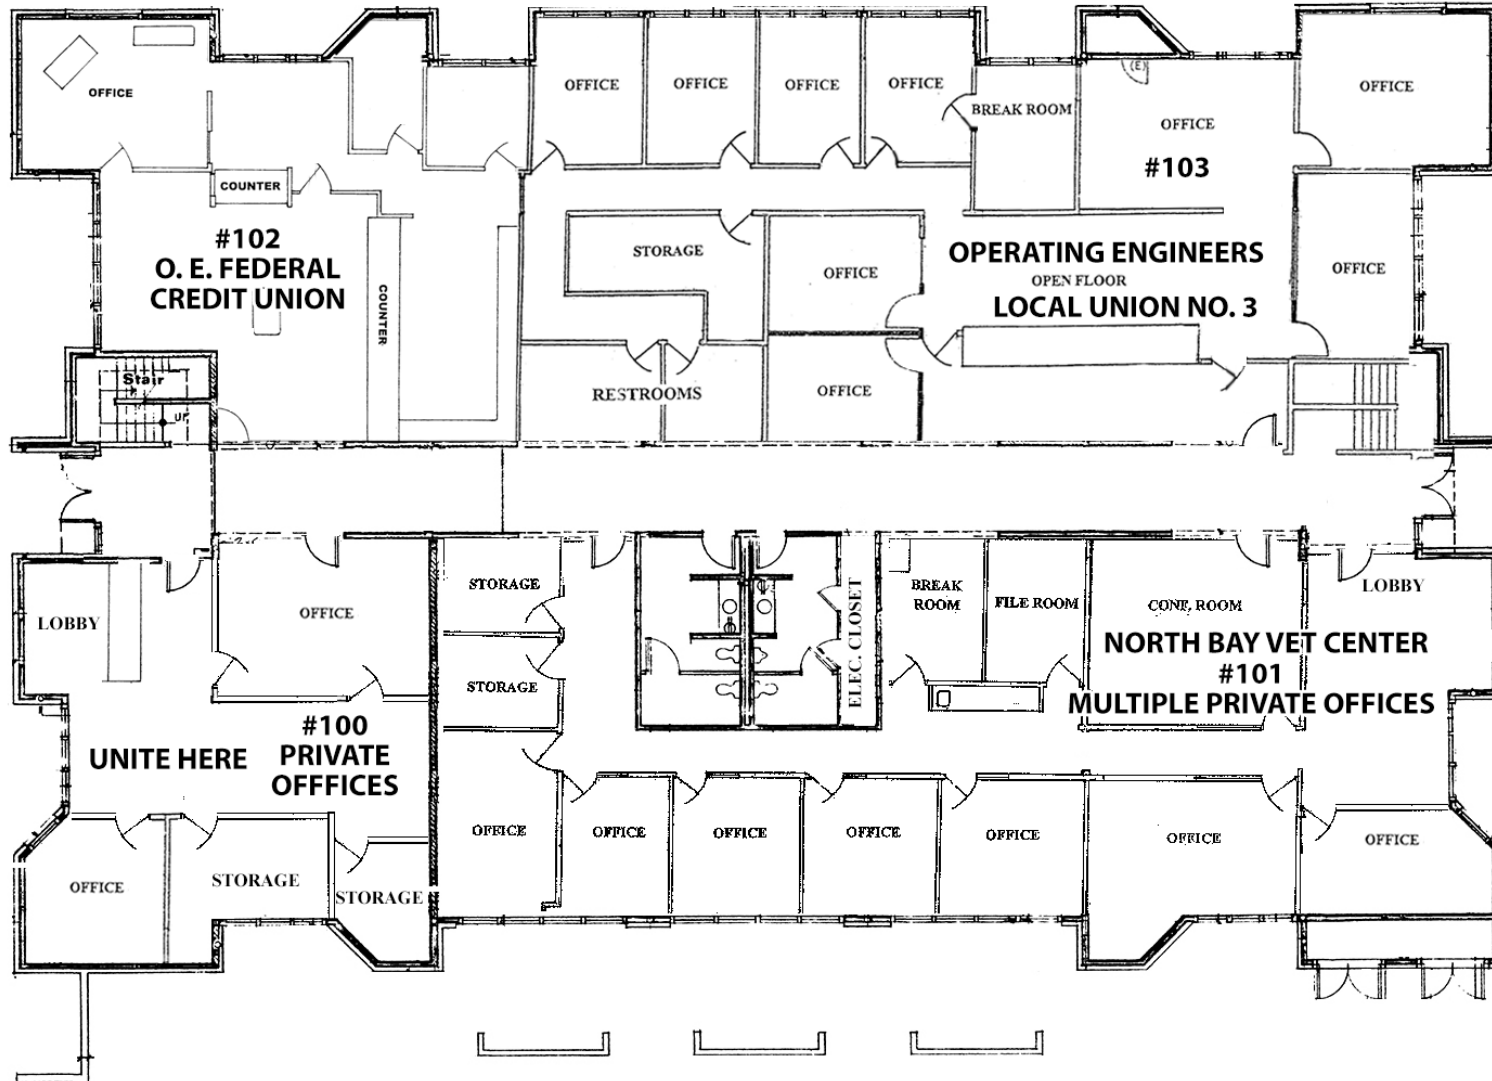 OFFICE
OFFICE
OFFICE
OFFICE
OFFICE
BREAK ROOM
(E)
OFFICE
#103
OFFICE
COUNTER
#102
O. E. FEDERAL
CREDIT UNION
COUNTER
STORAGE
OFFICE
OPERATING ENGINEERS
OPEN FLOOR
LOCAL UNION NO. 3
OFFICE
Stair
UP
RESTROOMS
OFFICE
LOBBY
OFFICE
STORAGE
STORAGE
ELEC. CLOSET
BREAK
ROOM
FILE ROOM
CONF. ROOM
LOBBY
NORTH BAY VET CENTER
#101
MULTIPLE PRIVATE OFFICES
UNITE HERE
#100
PRIVATE
OFFFICES
OFFICE
STORAGE
STORAGE
OFFICE
OFFICE
OFFICE
OFFICE
OFFICE
OFFICE
OFFICE